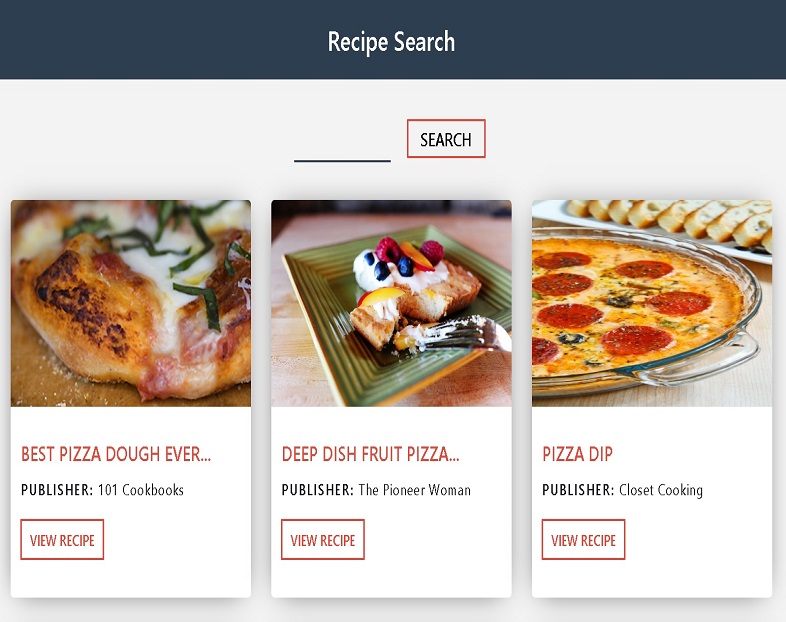 Recipe Search
SEARCH
BEST PIZZA DOUGH EVER...
PUBLISHER: 101 Cookbooks
VIEW RECIPE
DEEP DISH FRUIT PIZZA...
PUBLISHER: The Pioneer Woman
VIEW RECIPE
PIZZA DIP
PUBLISHER: Closet Cooking
VIEW RECIPE